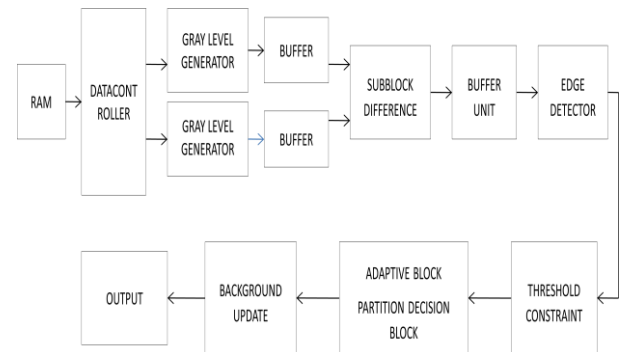 RAM
DATACONT
ROLLER
GRAY LEVEL
GENERATOR
BUFFER
GRAY LEVEL
GENERATOR
BUFFER
SUBBLOCK
DIFFERENCE
BUFFER
UNIT
EDGE
DETECTOR
OUTPUT
BACKGROUND
UPDATE
ADAPTIVE BLOCK
PARTITION DECISION
BLOCK
THRESHOLD
CONSTRAINT